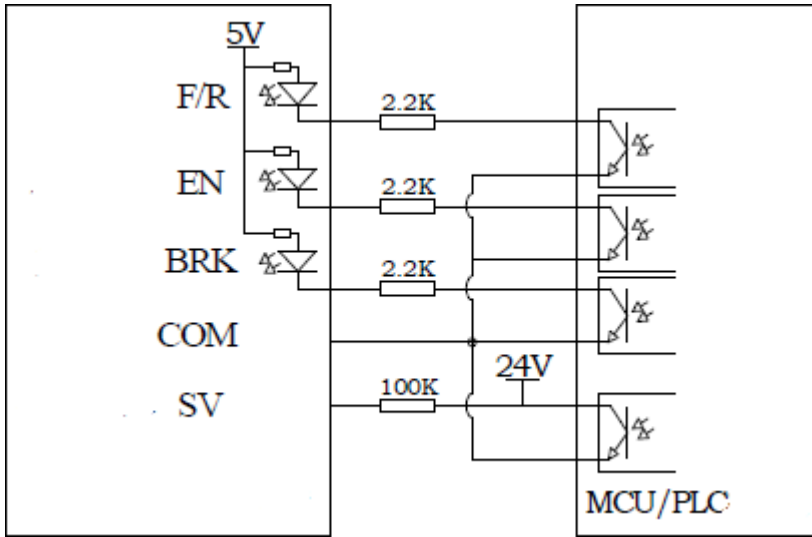 5V
F/R
2.2K
EN
2.2K
BRK
2.2K
COM
24V
SV
100K
MCU/PLC